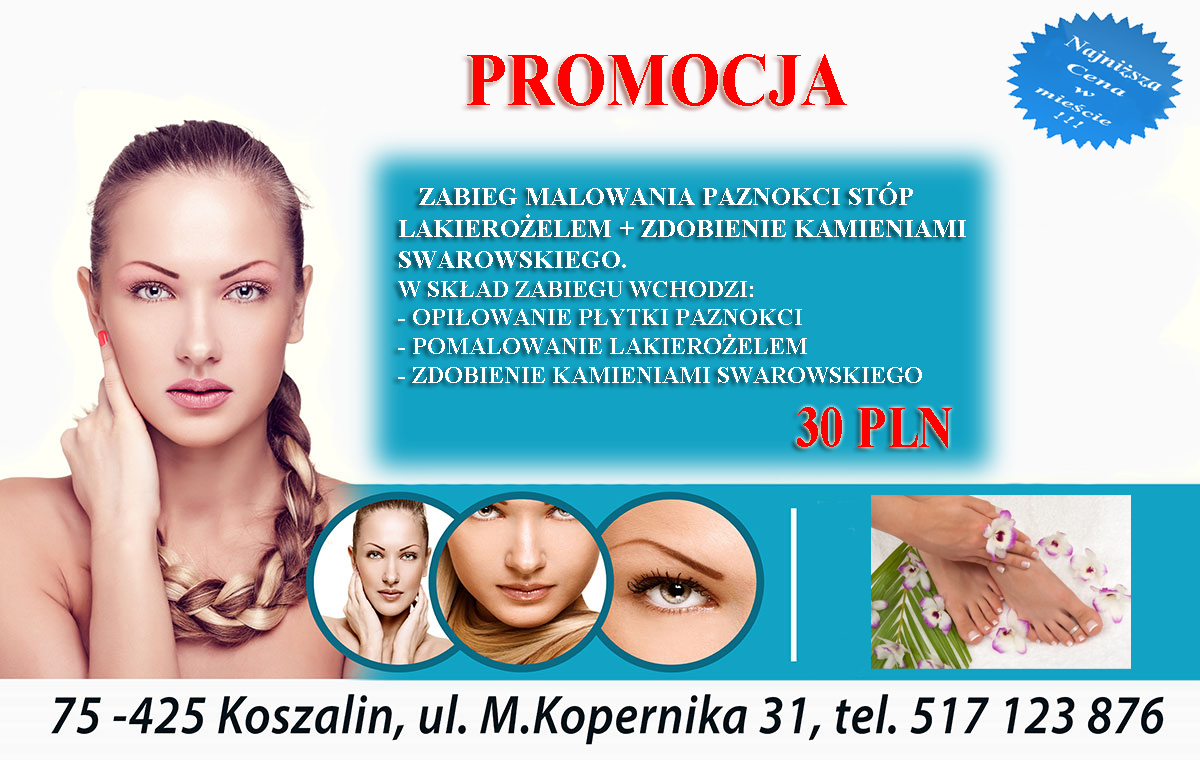 PROMOCJA
Najniższa
Cena
w
mieście
!!!
ZABIEG MALOWANIA PAZNOKCI STÓP
LAKIEROŻELEM + ZDOBIENIE KAMIENIAMI
SWAROWSKIEGO.
W SKŁAD ZABIEGU WCHODZI:
- OPIŁOWANIE PŁYTKI PAZNOKCI
- POMALOWANIE LAKIEROŻELEM
- ZDOBIENIE KAMIENIAMI SWAROWSKIEGO
30 PLN
75 -425 Koszalin, ul. M.Kopernika 31, tel. 517 123 876